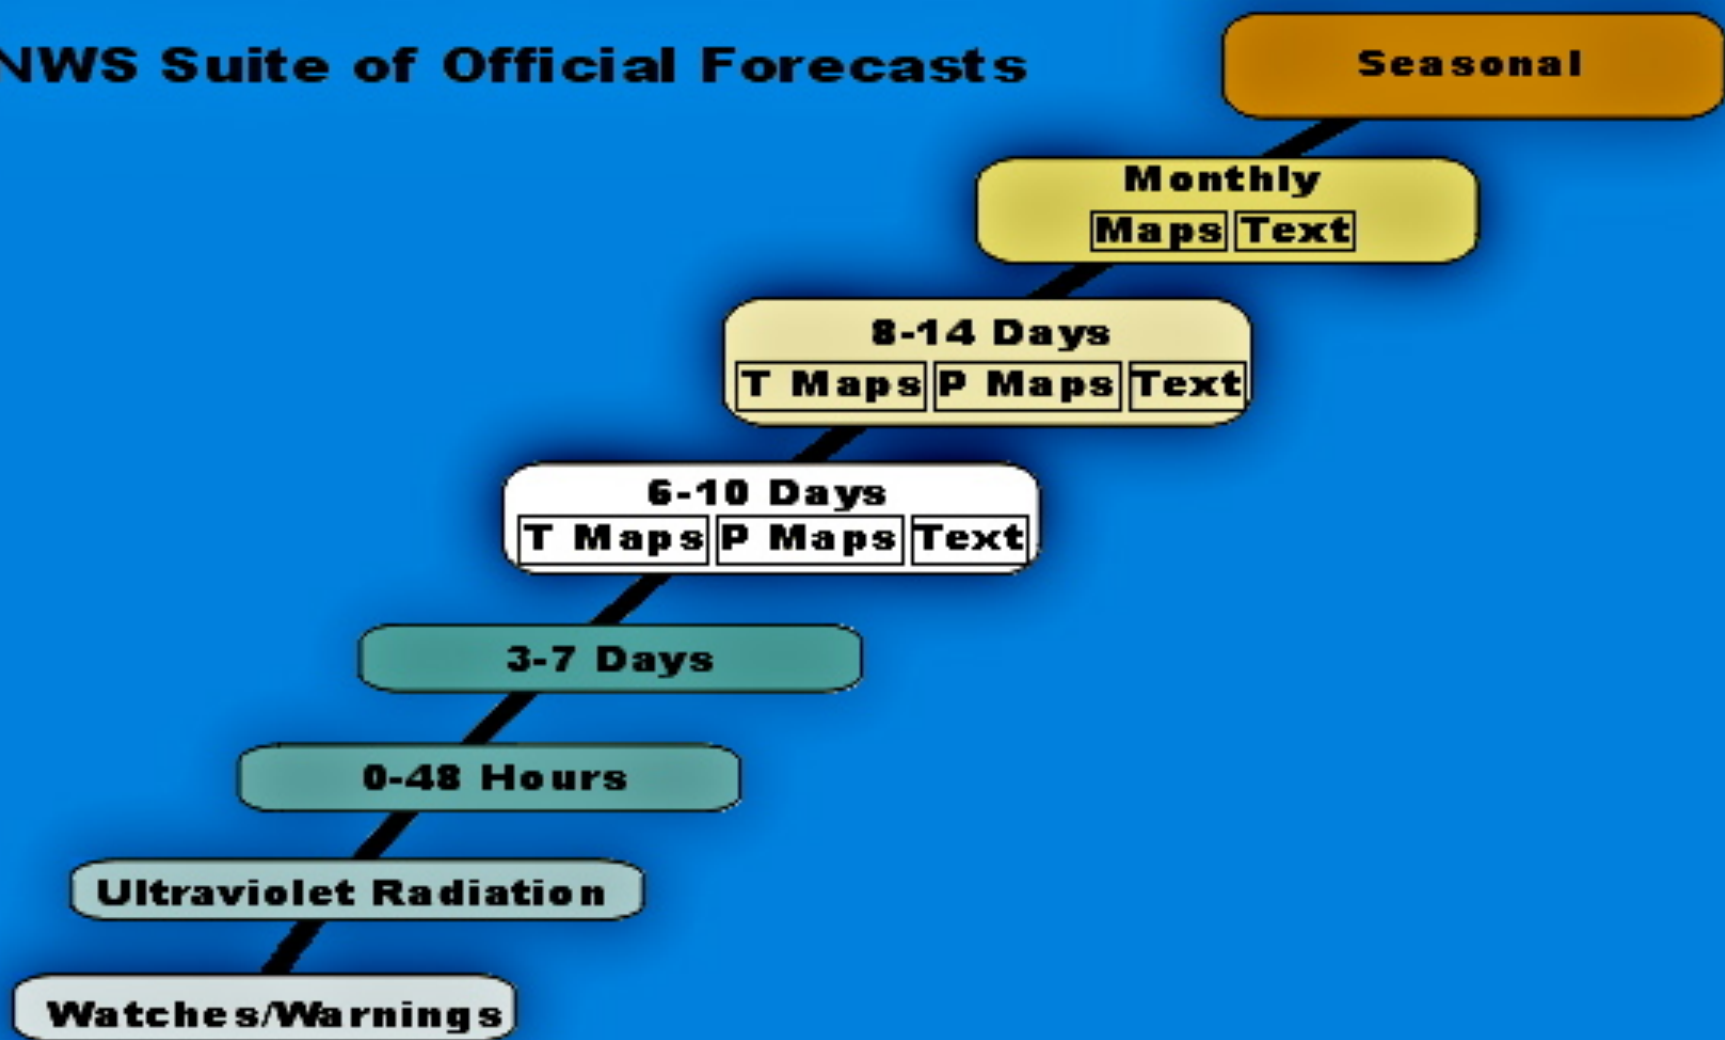 NWS Suite of Official Forecasts
Seasonal
Monthly
Maps Text
8-14 Days
T Maps P Maps Text
6-10 Days
T Maps P Maps Text
3-7 Days
0-48 Hours
Ultraviolet Radiation
Watches/Warnings